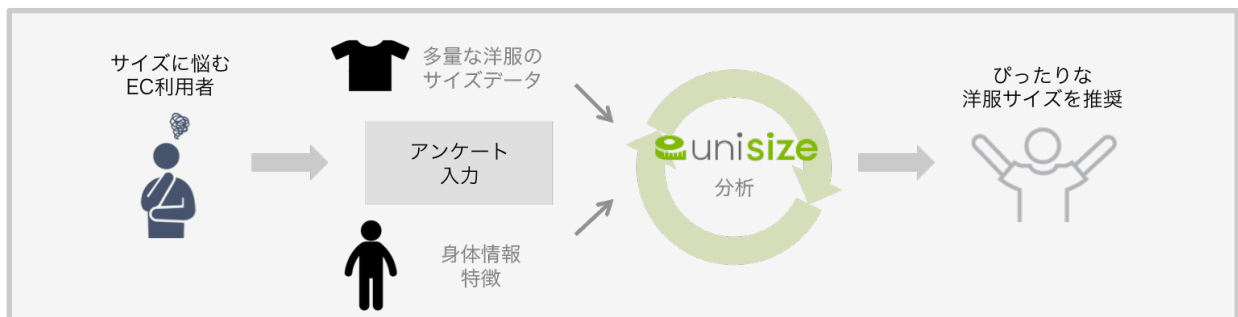 サイズに悩む
EC利用者
多量な洋服の
サイズデータ
アンケート
入力
身体情報
特徴
unisize
分析
ぴったりな
洋服サイズを推奨